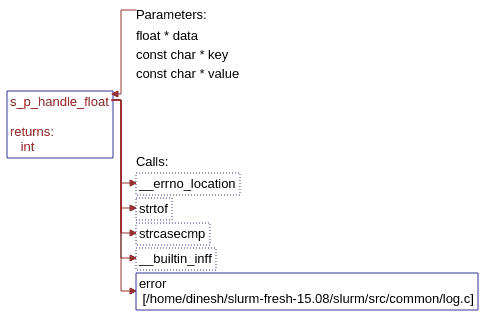 Parameters:
float * data
const char * key
const char * value
s_p_handle_float
returns:
int
Calls:
__errno_location
strtof
strcasecmp
__builtin_inff
error
[/home/dinesh/slurm-fresh-15.08/slurm/src/common/log.c]